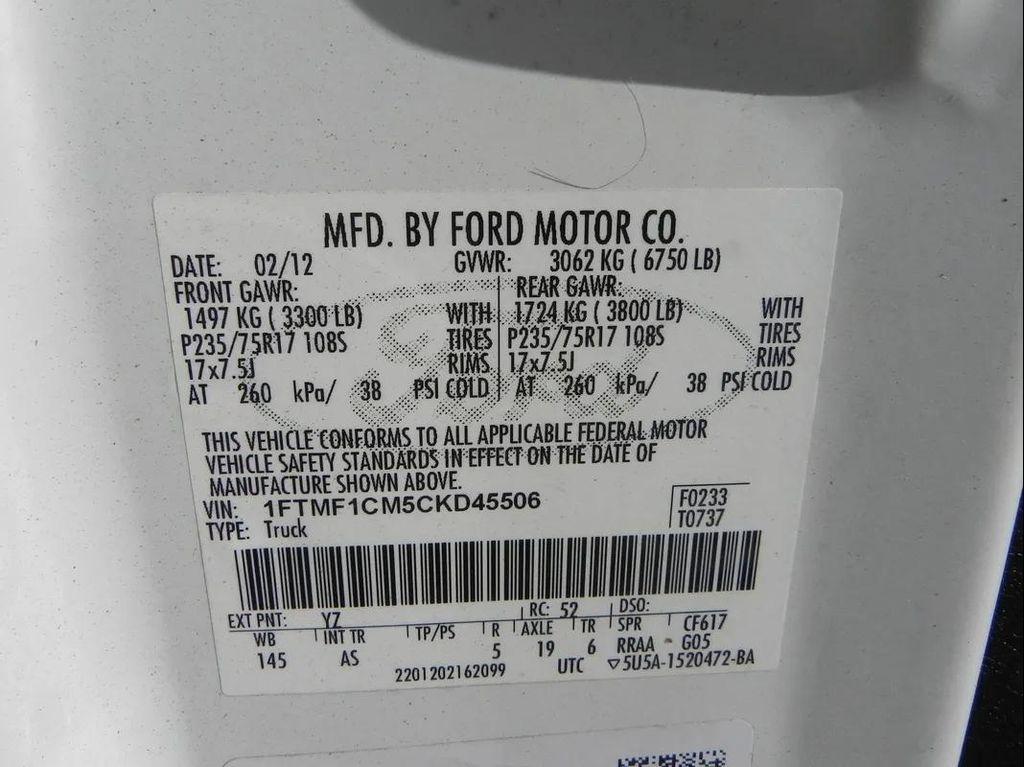 MFD. BY FORD MOTOR CO.
DATE: 02/12 GVWR: 3062 KG ( 6750 LB)
FRONT GAWR: REAR GAWR:
1497 KG ( 3300 LB) WITH 1724 KG ( 3800 LB) WITH
P235/75R17 108S TIRES P235/75R17 108S TIRES
17x7.5J RIMS 17x7.5J RIMS
AT 260 kPa/ 38 PSI COLD AT 260 kPa/ 38 PSI COLD
THIS VEHICLE CONFORMS TO ALL APPLICABLE FEDERAL MOTOR
VEHICLE SAFETY STANDARDS IN EFFECT ON THE DATE OF
MANUFACTURE SHOWN ABOVE.
VIN: 1FTMF1CM5CKD45506 F0233
TYPE: Truck T0737
EXT PNT: YZ RC: 52 DSO:
WB INT TR TP/PS R AXLE TR SPR CF617
145 AS 5 19 6 RRAA - G05
2201202162099 UTC ▽5U5A-1520472-BA